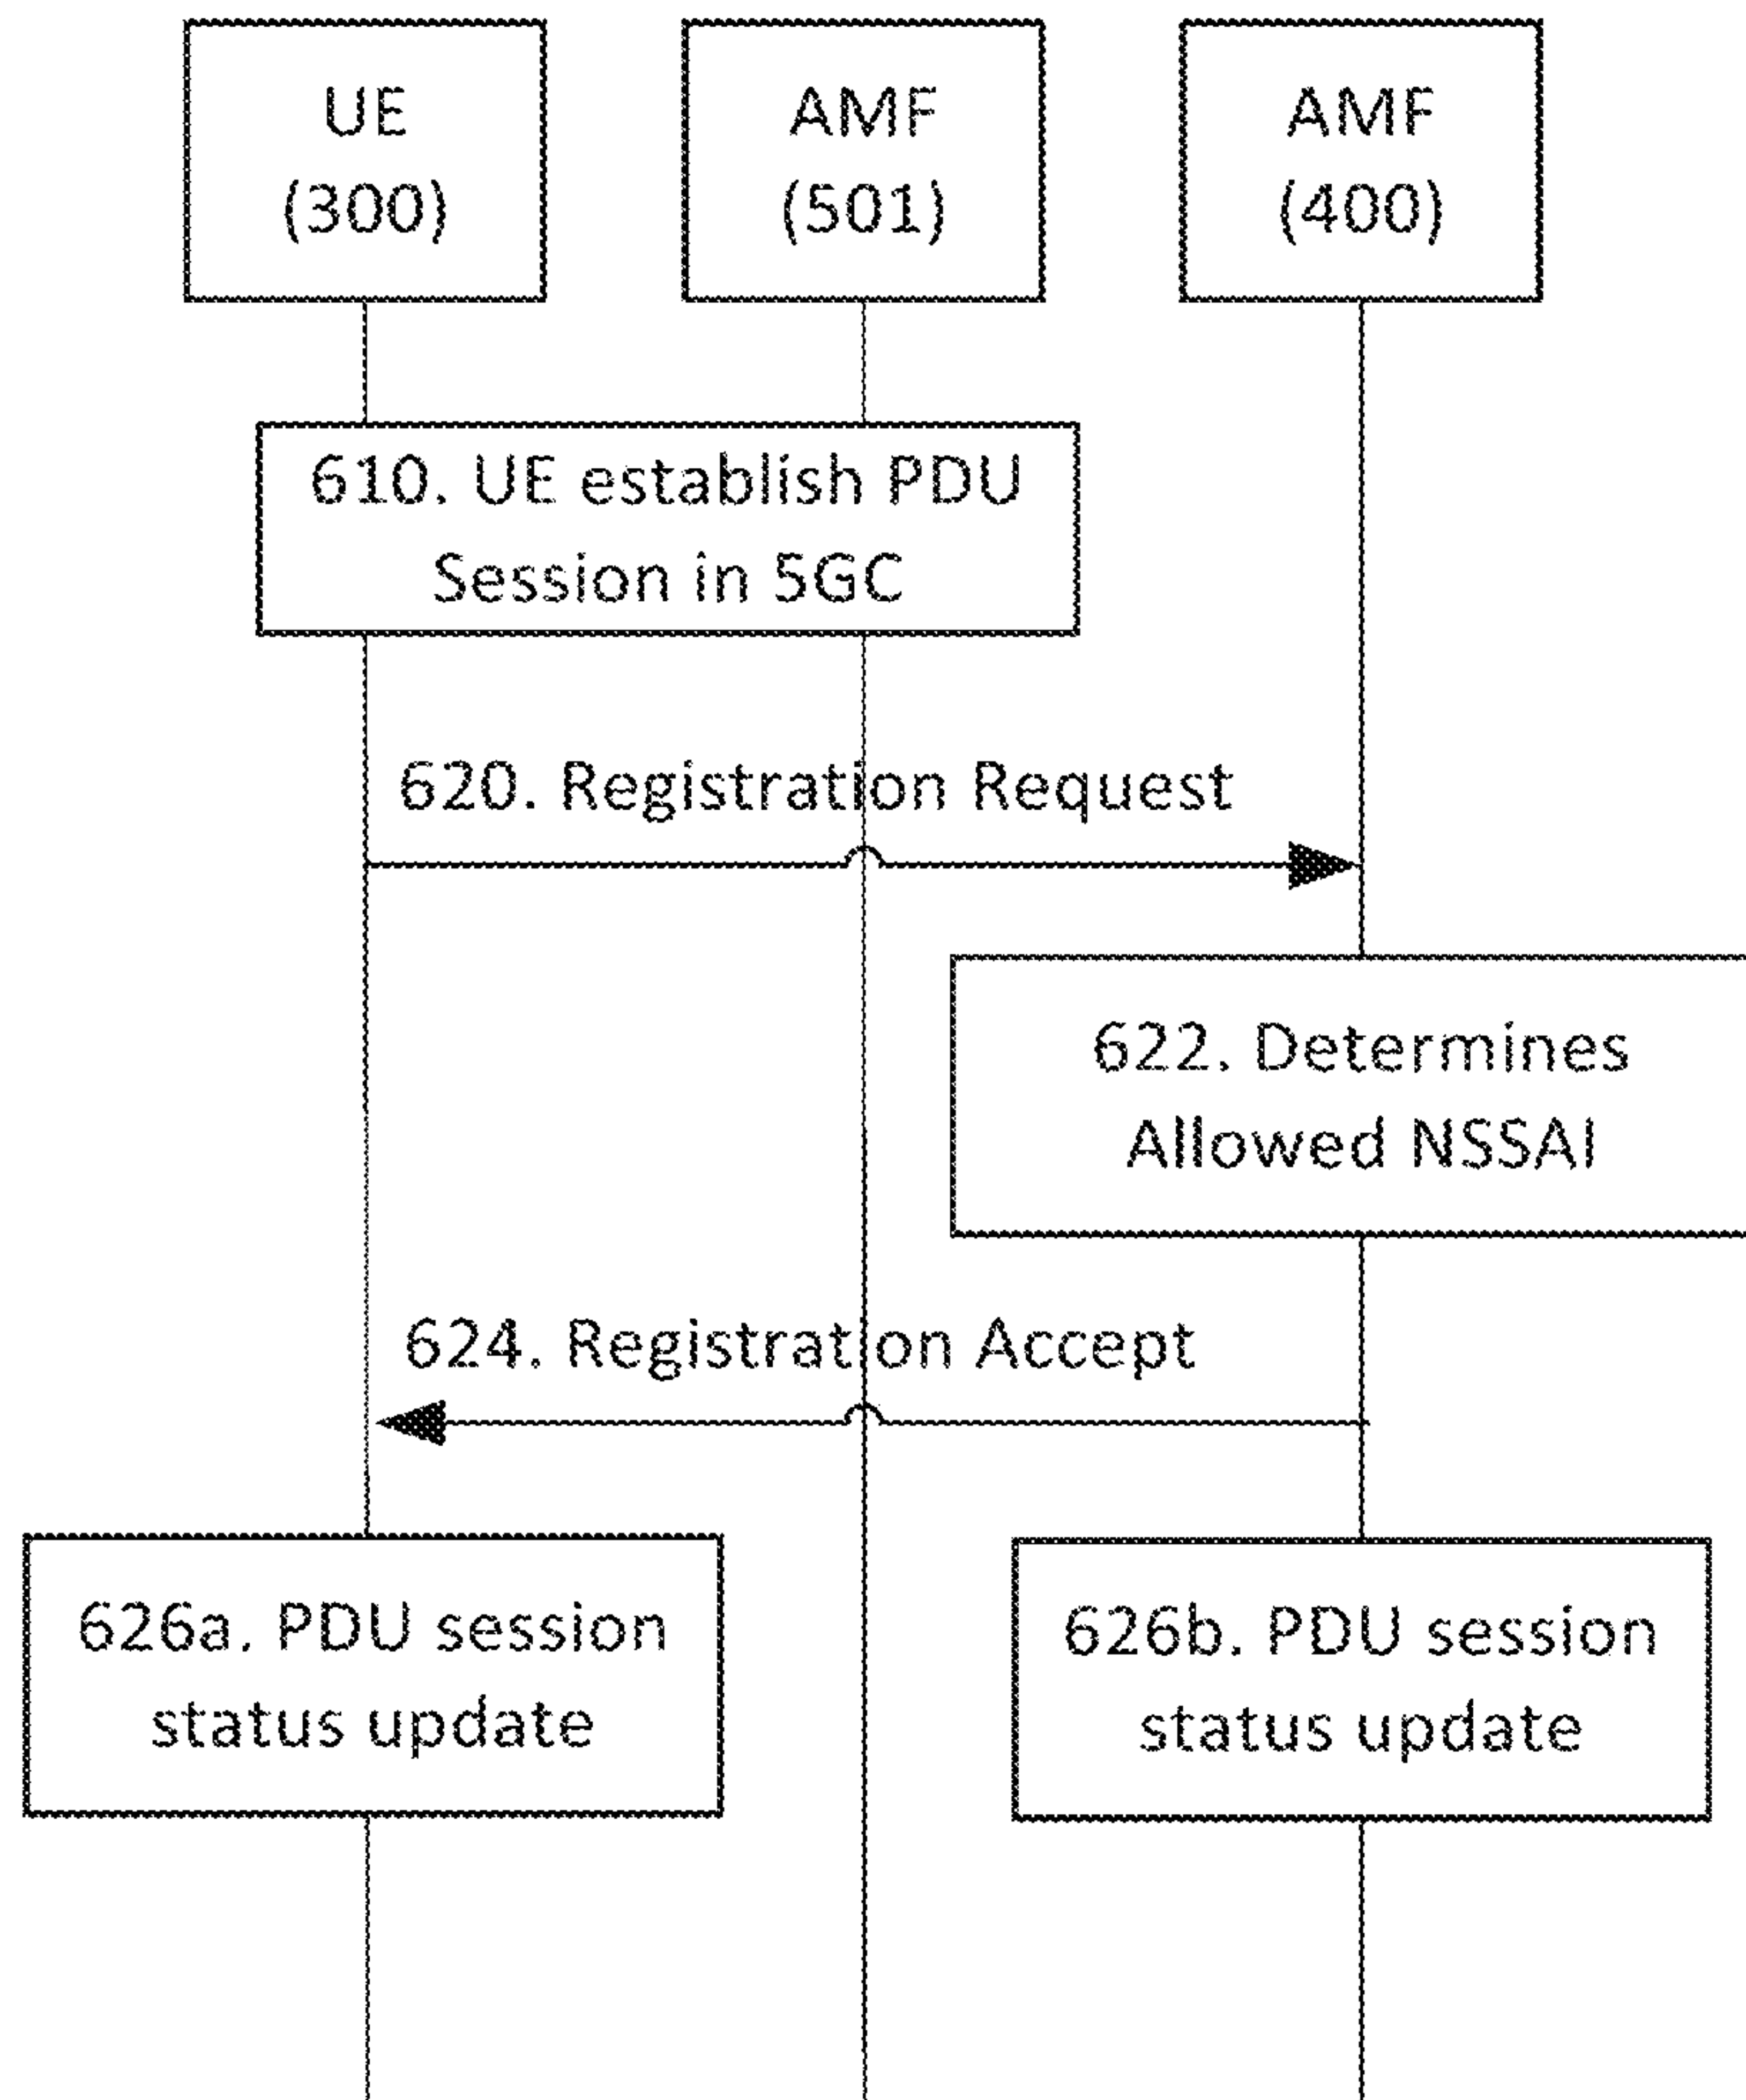 UE
(300)
AMF
(501)
AMF
(400)
610. UE establish PDU
Session in 5GC
620. Registration Request
622. Determines
Allowed NSSAI
624. Registration Accept
626a. PDU session
status update
626b. PDU session
status update